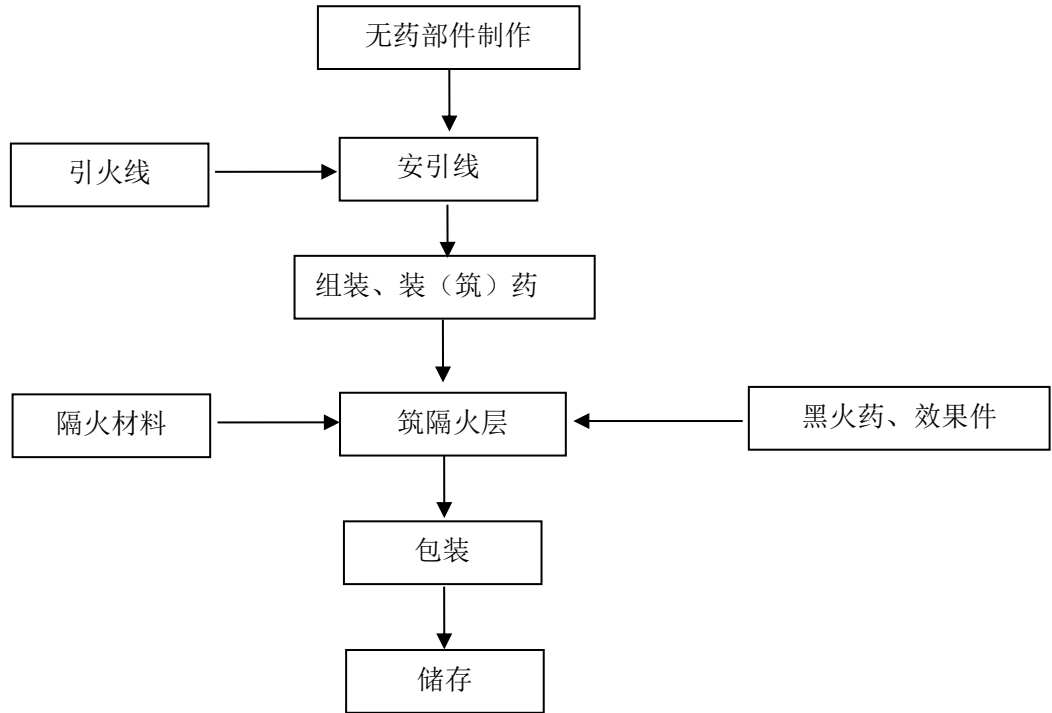 无药部件制作
引火线
安引线
组装、装（筑）药
隔火材料
筑隔火层
黑火药、效果件
包装
储存